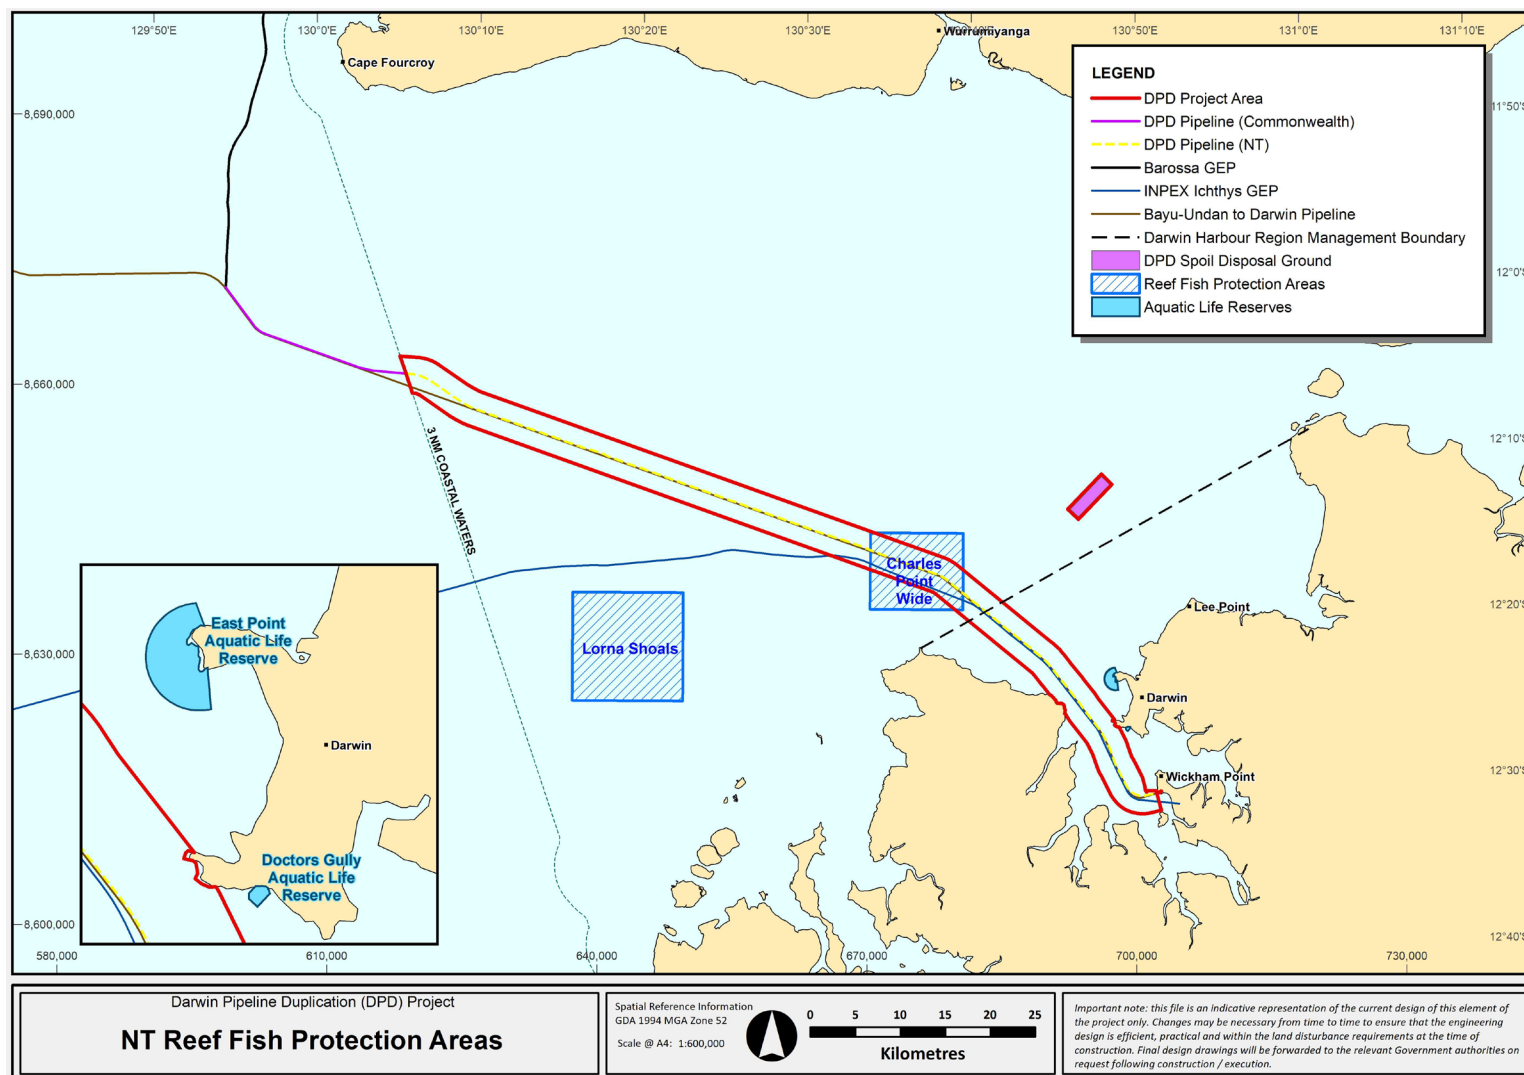 129°50'E
130°0'E
130°10'E
130°20'E
130°30'E
130°50'E
131°0'E
131°10'E
Wurrumiyanga
Cape Fourcroy
LEGEND
DPD Project Area
DPD Pipeline (Commonwealth)
DPD Pipeline (NT)
Barossa GEP
INPEX Ichthys GEP
Bayu-Undan to Darwin Pipeline
Darwin Harbour Region Management Boundary
DPD Spoil Disposal Ground
Reef Fish Protection Areas
Aquatic Life Reserves
8,690,000
8,660,000
8,630,000
8,600,000
11°50'S
12°0'S
12°10'S
12°20'S
12°30'S
12°40'S
3 NM COASTAL WATERS
Charles
Point
Wide
Lorna Shoals
Lee Point
Darwin
Wickham Point
East Point
Aquatic Life
Reserve
Darwin
Doctors Gully
Aquatic Life
Reserve
580,000
610,000
640,000
670,000
700,000
730,000
Darwin Pipeline Duplication (DPD) Project
NT Reef Fish Protection Areas
Spatial Reference Information
GDA 1994 MGA Zone 52
Scale @ A4: 1:600,000
0 5 10 15 20 25
Kilometres
Important note: this file is an indicative representation of the current design of this element of
the project only. Changes may be necessary from time to time to ensure that the engineering
design is efficient, practical and within the land disturbance requirements at the time of
construction. Final design drawings will be forwarded to the relevant Government authorities on
request following construction / execution.